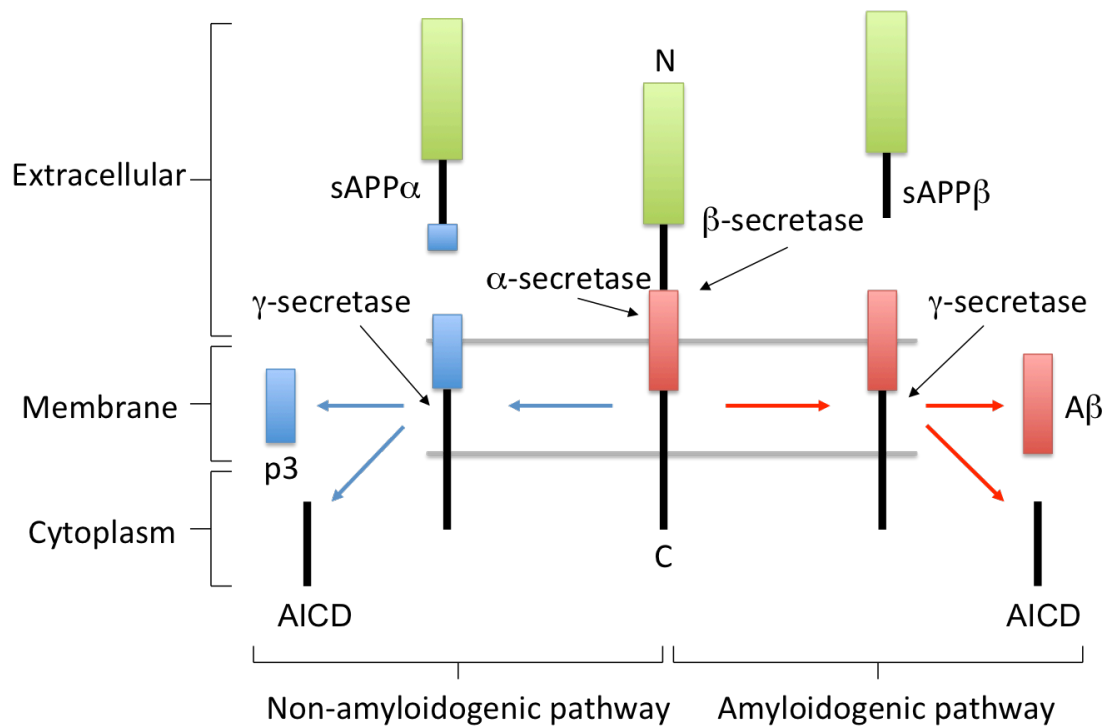 N
Extracellular
sAPPα
sAPPβ
β-secretase
α-secretase
γ-secretase
γ-secretase
Membrane
Aβ
p3
Cytoplasm
C
AICD
AICD
Non-amyloidogenic pathway
Amyloidogenic pathway